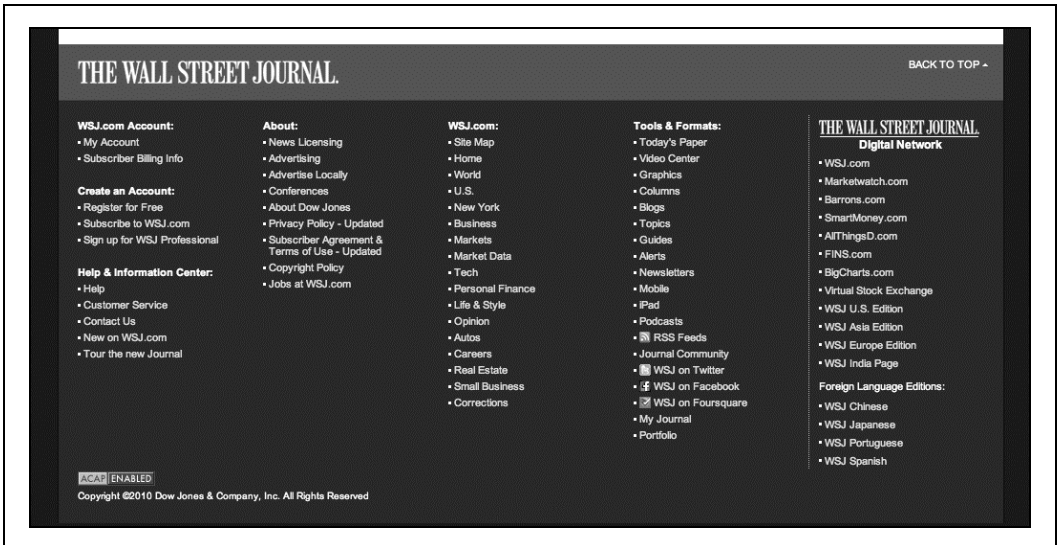 THE WALL STREET JOURNAL.
BACK TO TOP
WSJ.com Account:
▪ My Account
▪ Subscriber Billing Info
Create an Account:
▪ Register for Free
▪ Subscribe to WSJ.com
▪ Sign up for WSJ Professional
Help & Information Center:
▪ Help
▪ Customer Service
▪ Contact Us
▪ New on WSJ.com
▪ Tour the new Journal
About:
▪ News Licensing
▪ Advertising
▪ Advertise Locally
▪ Conferences
▪ About Dow Jones
▪ Privacy Policy - Updated
▪ Subscriber Agreement &
Terms of Use - Updated
▪ Copyright Policy
▪ Jobs at WSJ.com
WSJ.com:
▪ Site Map
▪ Home
▪ World
▪ U.S.
▪ New York
▪ Business
▪ Markets
▪ Market Data
▪ Tech
▪ Personal Finance
▪ Life & Style
▪ Opinion
▪ Autos
▪ Careers
▪ Real Estate
▪ Small Business
▪ Corrections
Tools & Formats:
▪ Today's Paper
▪ Video Center
▪ Graphics
▪ Columns
▪ Blogs
▪ Topics
▪ Guides
▪ Alerts
▪ Newsletters
▪ Mobile
▪ iPad
▪ Podcasts
▪ RSS Feeds
▪ Journal Community
▪ WSJ on Twitter
▪ WSJ on Facebook
▪ WSJ on Foursquare
▪ My Journal
▪ Portfolio
THE WALL STREET JOURNAL.
Digital Network
▪ WSJ.com
▪ Marketwatch.com
▪ Barrons.com
▪ SmartMoney.com
▪ AllThingsD.com
▪ FINS.com
▪ BigCharts.com
▪ Virtual Stock Exchange
▪ WSJ U.S. Edition
▪ WSJ Asia Edition
▪ WSJ Europe Edition
▪ WSJ India Page
Foreign Language Editions:
▪ WSJ Chinese
▪ WSJ Japanese
▪ WSJ Portuguese
▪ WSJ Spanish
ACAP ENABLED
Copyright ©2010 Dow Jones & Company, Inc. All Rights Reserved